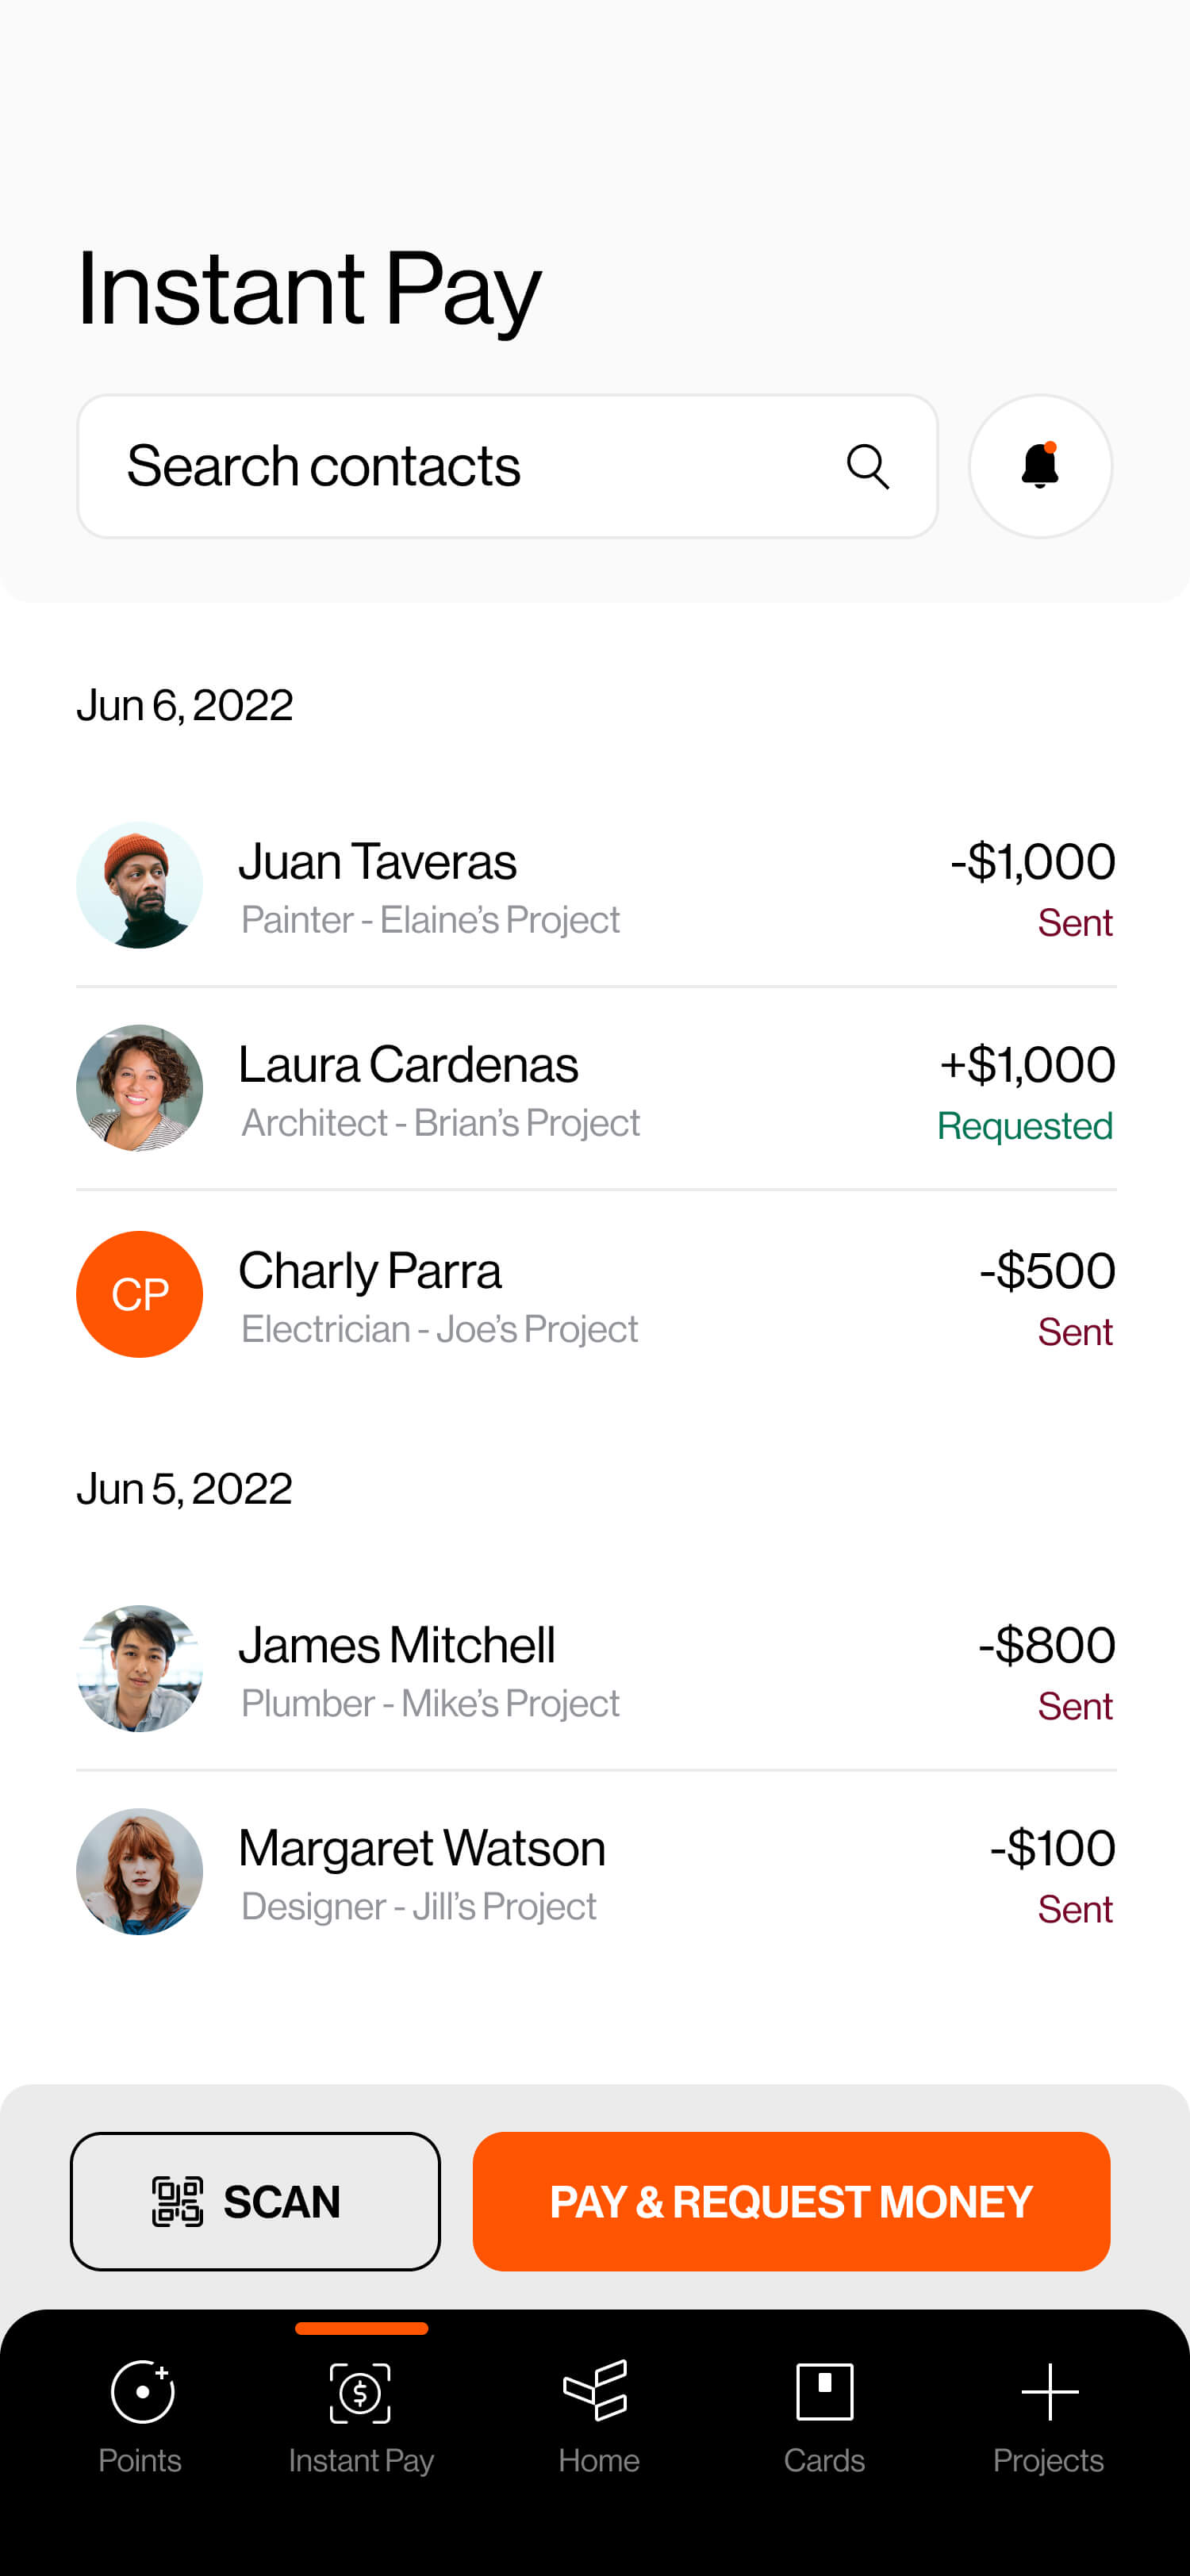 Instant Pay
Search contacts
Jun 6, 2022
Juan Taveras
-$1,000
Painter - Elaine’s Project
Sent
Laura Cardenas
+$1,000
Architect - Brian’s Project
Requested
CP
Charly Parra
-$500
Electrician - Joe’s Project
Sent
Jun 5, 2022
James Mitchell
-$800
Plumber - Mike’s Project
Sent
Margaret Watson
-$100
Designer - Jill’s Project
Sent
SCAN
PAY & REQUEST MONEY
Points
Instant Pay
Home
Cards
Projects